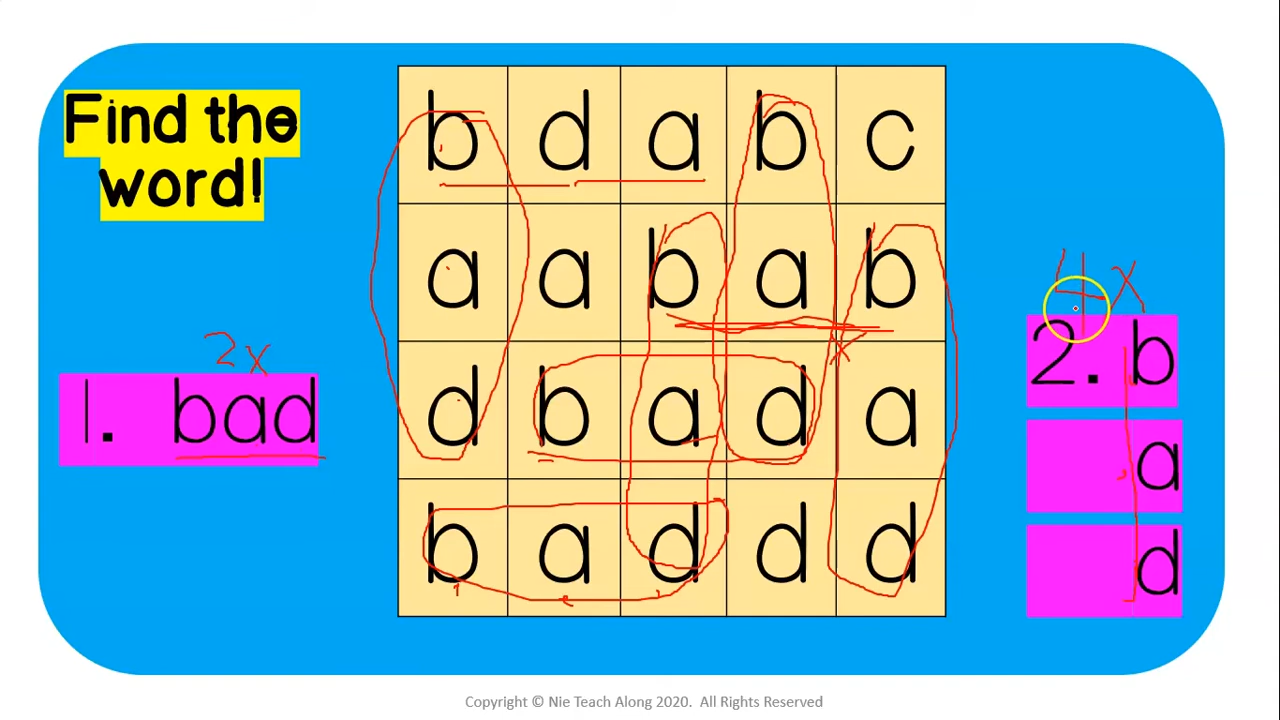 Find the
word!
b d a b c
a a b a b
d b a d a
b a d d d
2x
1. bad
4x
2. b
a
d
Copyright © Nie Teach Along 2020. All Rights Reserved